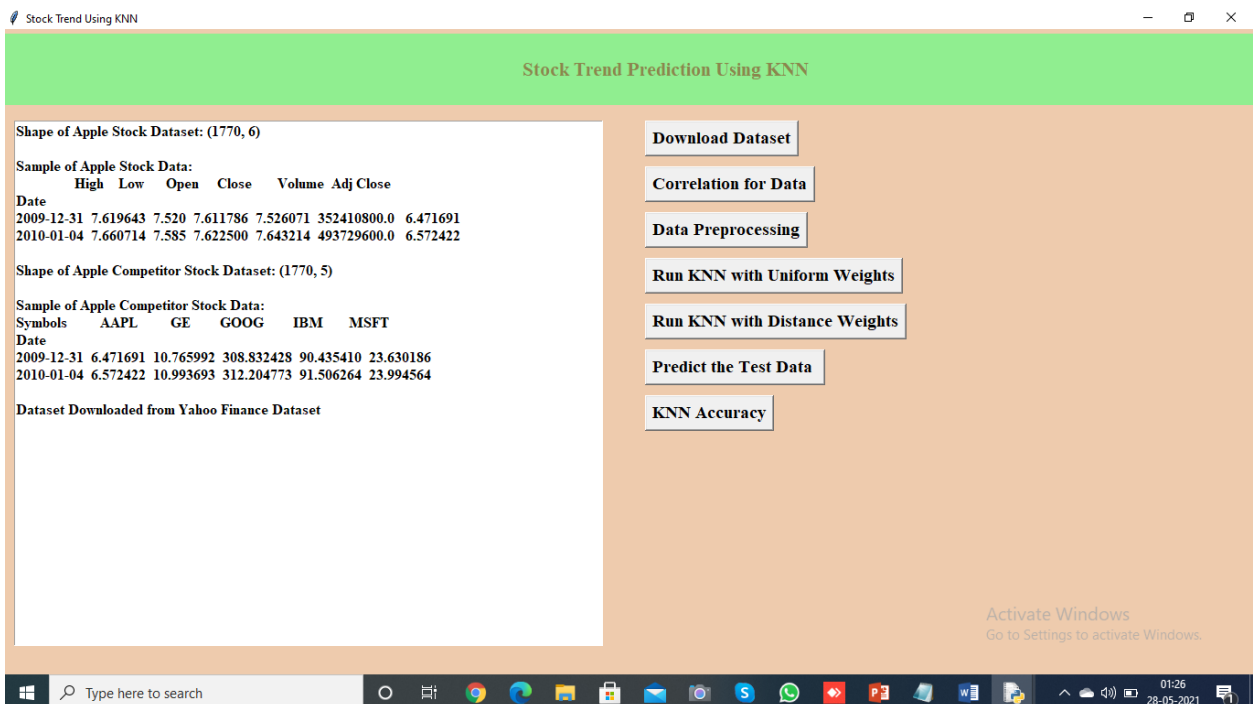 Stock Trend Using KNN
Stock Trend Prediction Using KNN
Shape of Apple Stock Dataset: (1770, 6)
Sample of Apple Stock Data:
High Low Open Close Volume Adj Close
Date
2009-12-31 7.619643 7.520 7.611786 7.526071 352410800.0 6.471691
2010-01-04 7.660714 7.585 7.622500 7.643214 493729600.0 6.572422
Shape of Apple Competitor Stock Dataset: (1770, 5)
Sample of Apple Competitor Stock Data:
Symbols AAPL GE GOOG IBM MSFT
Date
2009-12-31 6.471691 10.765992 308.832428 90.435410 23.630186
2010-01-04 6.572422 10.993693 312.204773 91.506264 23.994564
Dataset Downloaded from Yahoo Finance Dataset
Download Dataset
Correlation for Data
Data Preprocessing
Run KNN with Uniform Weights
Run KNN with Distance Weights
Predict the Test Data
KNN Accuracy
Activate Windows
Go to Settings to activate Windows.
Type here to search
01:26
28-05-2021